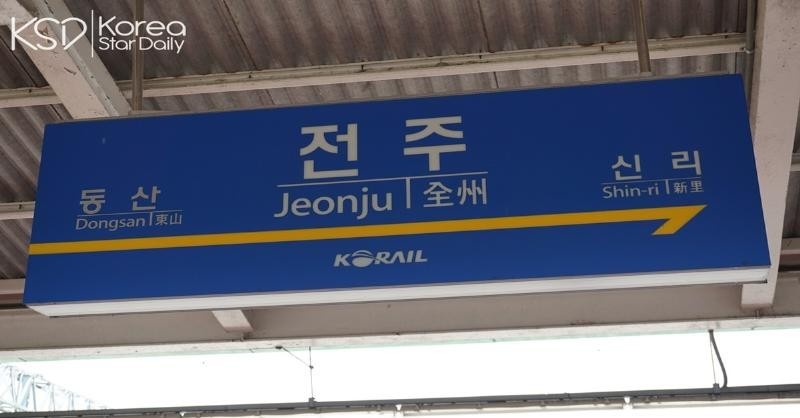 KSD Korea
Star Daily
전주
Jeonju 全州
동산
Dongsan 東山
신리
Shin-ri 新里
KORAIL